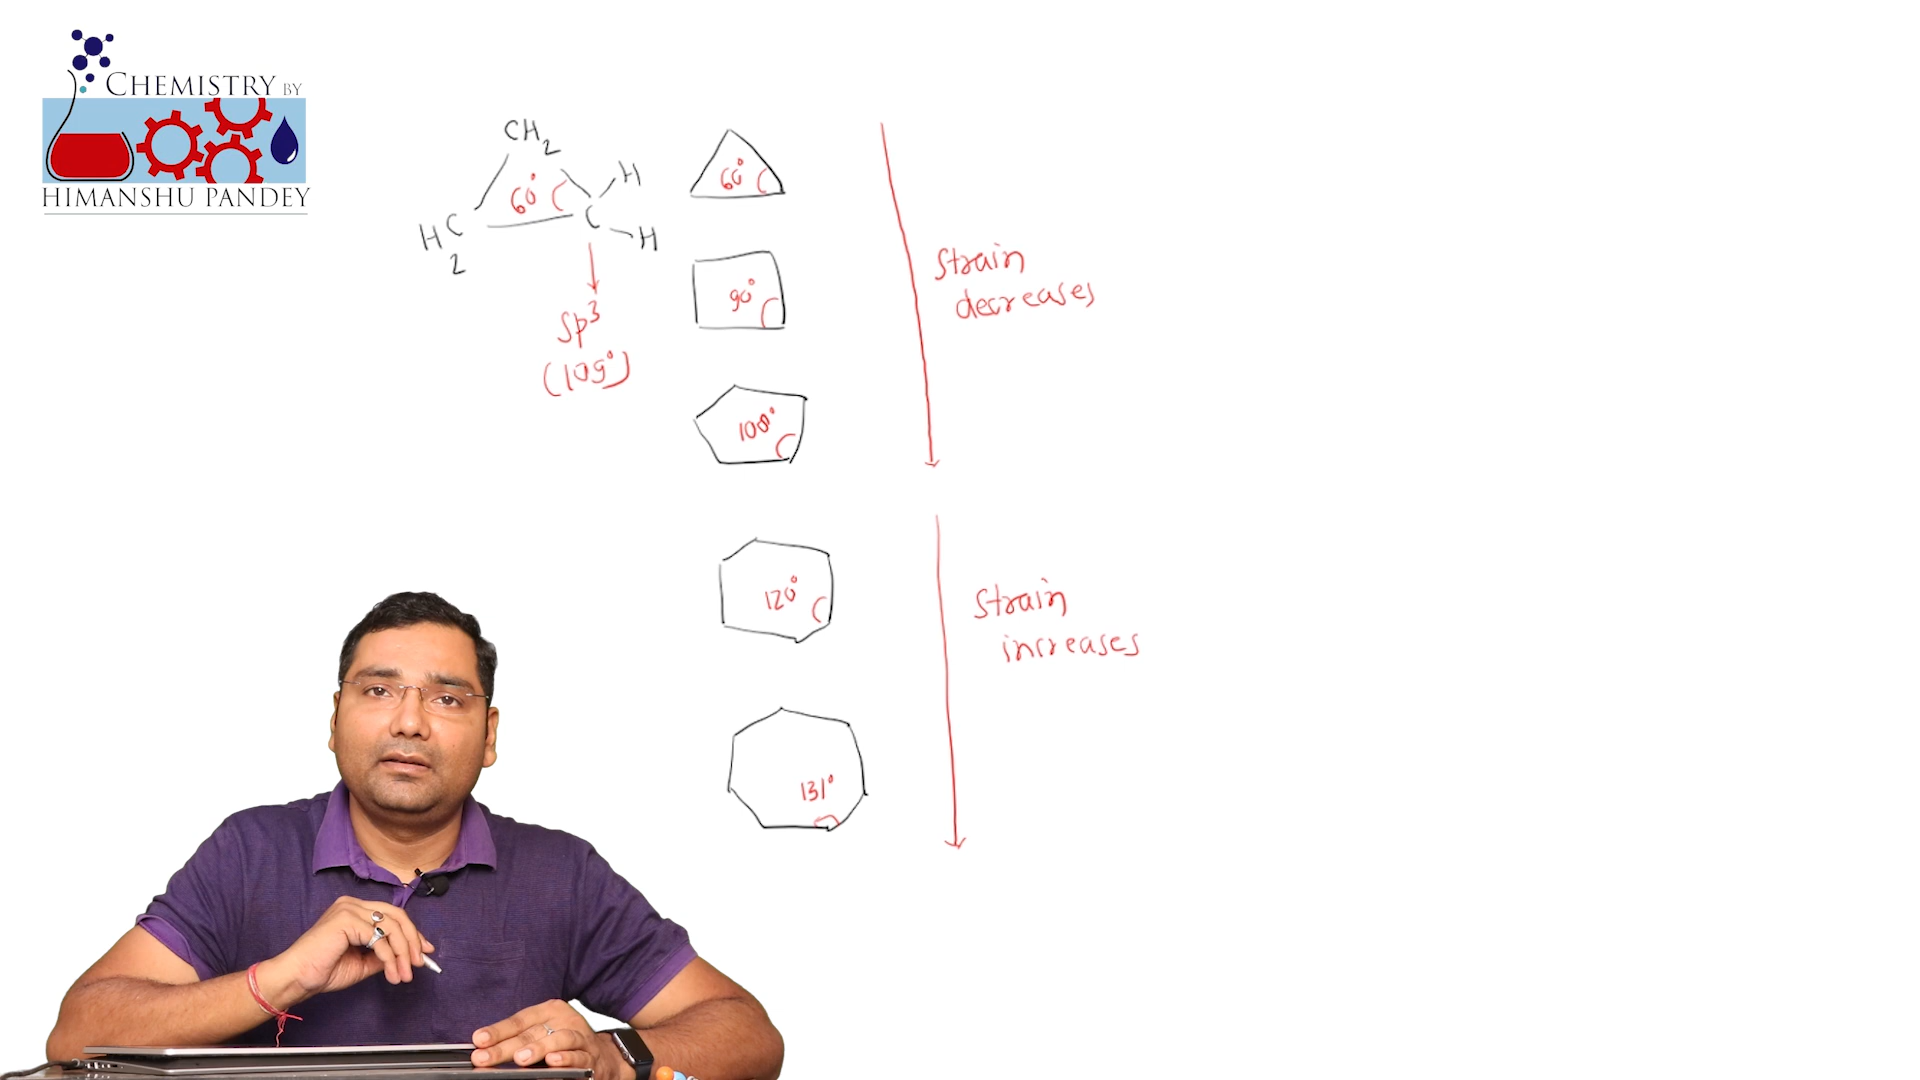 CHEMISTRY BY
HIMANSHU PANDEY
CH2
60°
H
H2C
C
H
sp3
(109°)
60°
90°
108°
120°
131°
Strain
decreases
Strain
increases